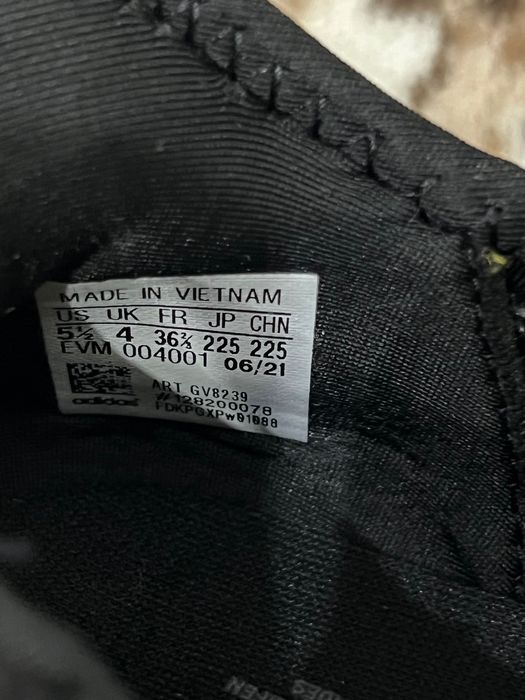 MADE IN VIETNAM
US UK FR JP CHN
5½ 4 36⅔ 225 225
EVM 004001 06/21
ART GV8239
# 128200078
adidas FDKPGXPw01088